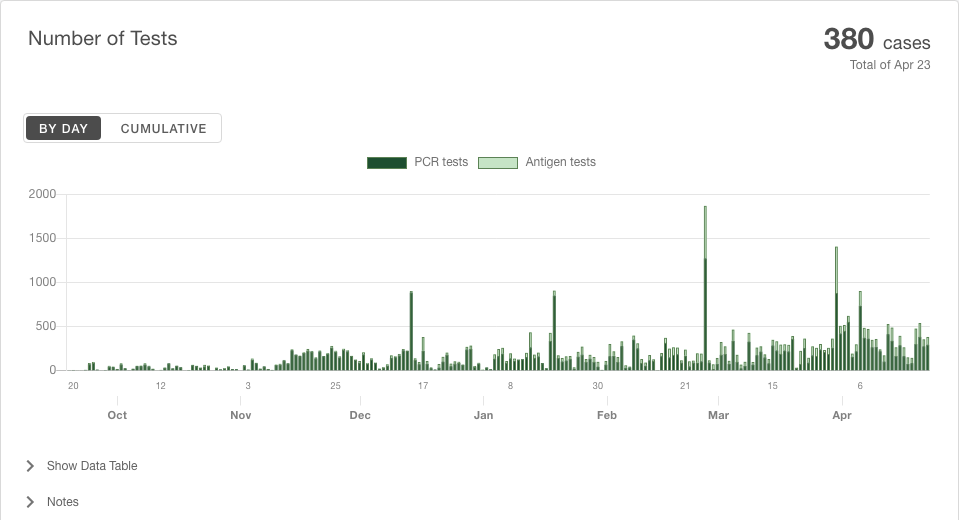 Number of Tests
380 cases
Total of Apr 23
BY DAY CUMULATIVE
PCR tests Antigen tests
2000
1500
1000
500
0
20 12 3 25 17 8 30 21 15 6
Oct Nov Dec Jan Feb Mar Apr
Show Data Table
Notes